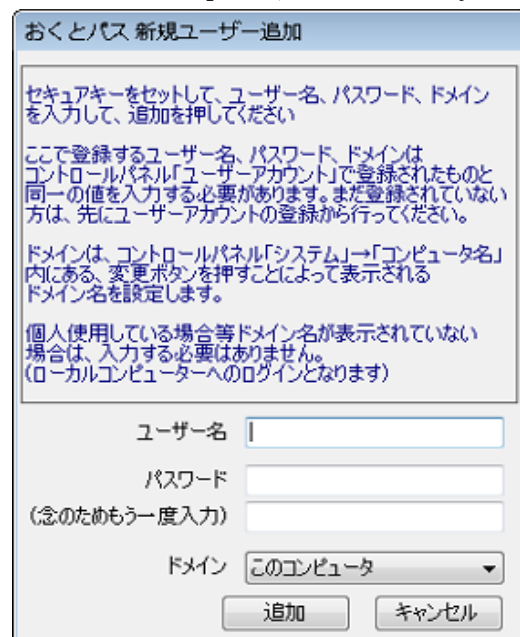 おくとパス 新規ユーザー追加
セキュアキーをセットして、ユーザー名、パスワード、ドメイン
を入力して、追加を押してください
ここで登録するユーザー名、パスワード、ドメインは
コントロールパネル「ユーザーアカウント」で登録されたものと
同一の値を入力する必要があります。まだ登録されていない
方は、先にユーザーアカウントの登録から行ってください。
ドメインは、コントロールパネル「システム」→「コンピュータ名」
内にある、変更ボタンを押すことによって表示される
ドメイン名を設定します。
個人使用している場合等ドメイン名が表示されていない
場合は、入力する必要はありません。
(ローカルコンピューターへのログインとなります)
ユーザー名
パスワード
(念のためもう一度入力)
ドメイン このコンピュータ
追加 キャンセル